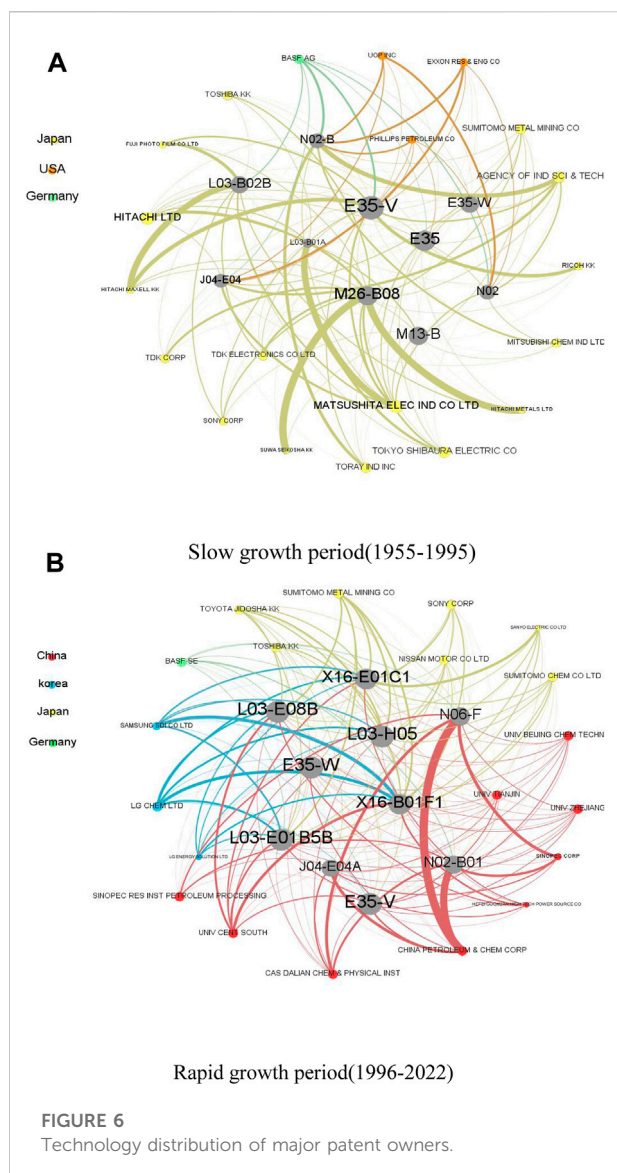 A
BASF AG
UOP INC
EXXON RES & ENG CO
TOSHIBA KK
N02-B
PHILLIPS PETROLEUM CO
SUMITOMO METAL MINING CO
Japan
FUJI PHOTO FILM CO LTD
USA
AGENCY OF IND SCI & TECH
L03-B02B
Germany
E35-V
E35-W
HITACHI LTD
L03-B01A
E35
RICOH KK
HITACHI MAXELL KK
J04-E04
M26-B08
N02
M13-B
MITSUBISHI CHEM IND LTD
TDK CORP
TDK ELECTRONICS CO LTD
MATSUSHITA ELEC IND CO LTD
HITACHI METALS LTD
SONY CORP
SUWA SEIKOSHA KK
TOKYO SHIBAURA ELECTRIC CO
TORAY IND INC
Slow growth period(1955-1995)
B
SUMITOMO METAL MINING CO
TOYOTA JIDOSHA KK
SONY CORP
SANYO ELECTRIC CO LTD
TOSHIBA KK
China
BASF SE
NISSAN MOTOR CO LTD
X16-E01C1
SUMITOMO CHEM CO LTD
korea
L03-E08B
N06-F
Japan
SAMSUNG SDI CO LTD
L03-H05
UNIV BEIJING CHEM TECHN
Germany
E35-W
LG CHEM LTD
X16-B01F1
UNIV TIANJIN
UNIV ZHEJIANG
L03-E01B5B
LG ENERGY SOLUTION LTD
J04-E04A
N02-B01
SINOPEC CORP
SINOPEC RES INST PETROLEUM PROCESSING
E35-V
HEFEI GUOXUAN HIGH TECH POWER SOURCE CO
UNIV CENT SOUTH
CHINA PETROLEUM & CHEM CORP
CAS DALIAN CHEM & PHYSICAL INST
Rapid growth period(1996-2022)
FIGURE 6
Technology distribution of major patent owners.